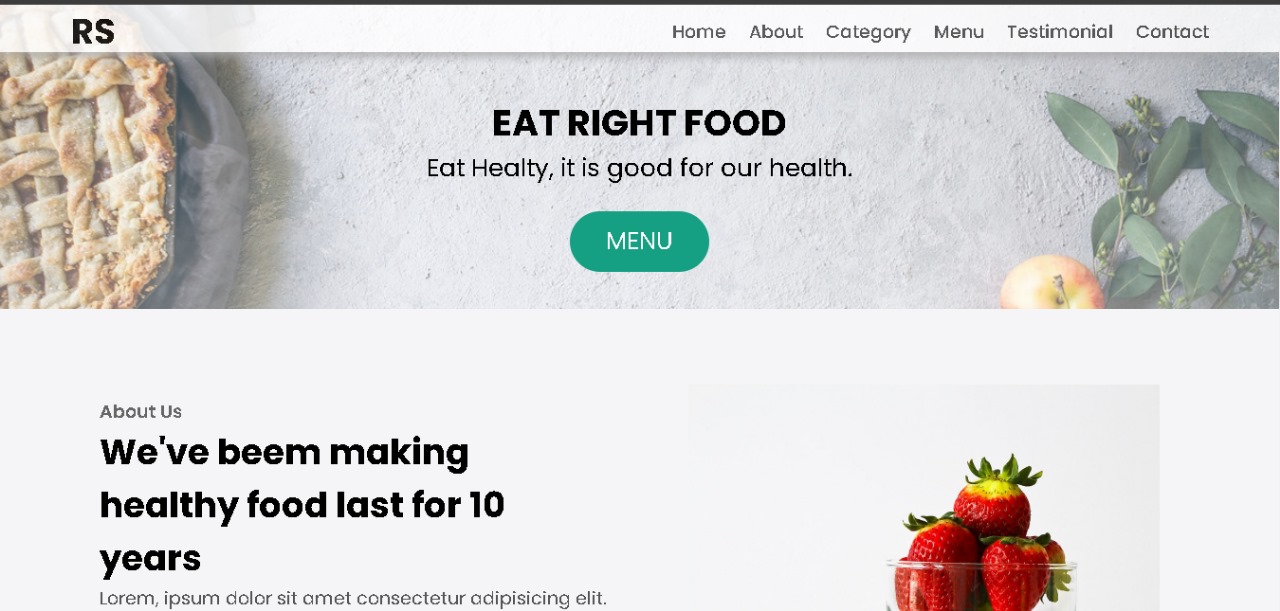 RS
Home About Category Menu Testimonial Contact
EAT RIGHT FOOD
Eat Healty, it is good for our health.
MENU
About Us
We've beem making
healthy food last for 10
years
Lorem, ipsum dolor sit amet consectetur adipisicing elit.